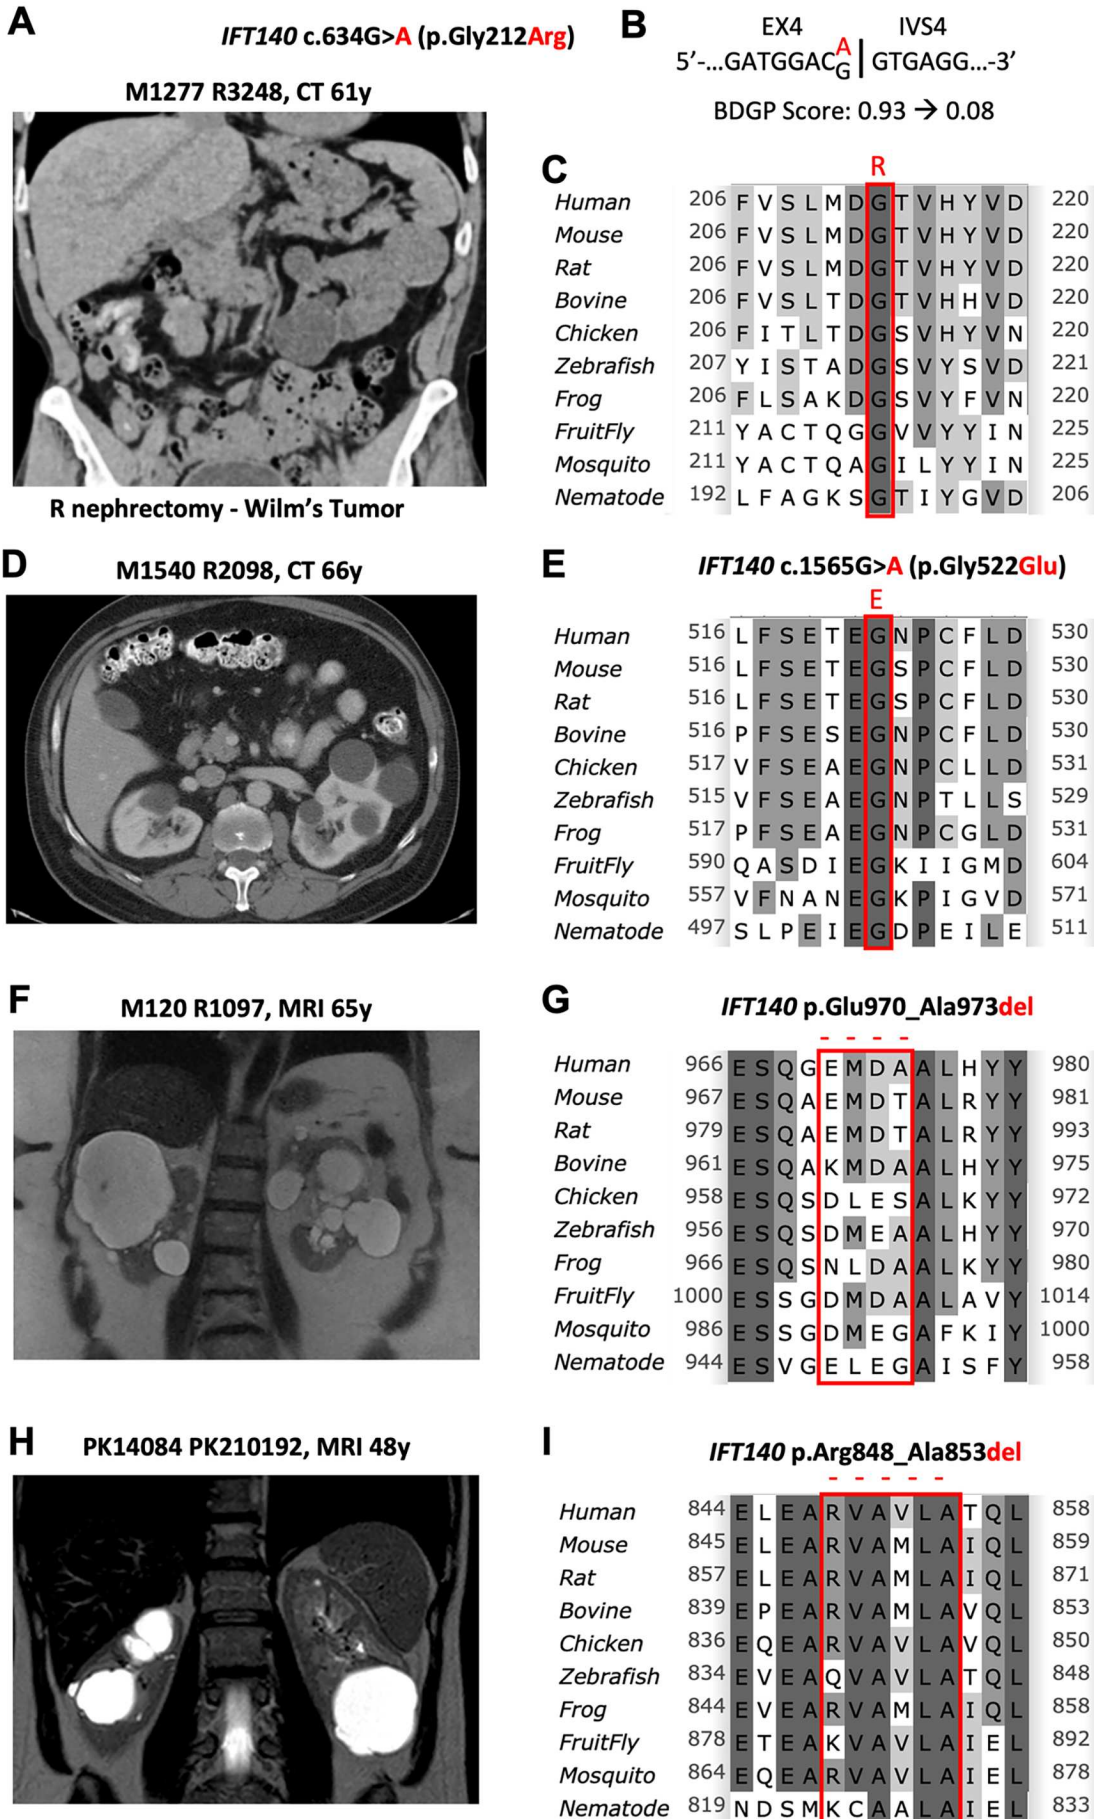 A
IFT140 c.634G>A (p.Gly212Arg)
M1277 R3248, CT 61y
R nephrectomy - Wilm's Tumor
B
EX4 IVS4
A
5'-...GATGGACG | GTGAGG...-3'
BDGP Score: 0.93 → 0.08
C
R
Human 206 F V S L M D G T V H Y V D 220
Mouse 206 F V S L M D G T V H Y V D 220
Rat 206 F V S L M D G T V H Y V D 220
Bovine 206 F V S L T D G T V H H V D 220
Chicken 206 F I T L T D G S V H Y V N 220
Zebrafish 207 Y I S T A D G S V Y S V D 221
Frog 206 F L S A K D G S V Y F V N 220
FruitFly 211 Y A C T Q G G V V Y Y I N 225
Mosquito 211 Y A C T Q A G I L Y Y I N 225
Nematode 192 L F A G K S G T I Y G V D 206
D
M1540 R2098, CT 66y
E
IFT140 c.1565G>A (p.Gly522Glu)
E
Human 516 L F S E T E G N P C F L D 530
Mouse 516 L F S E T E G S P C F L D 530
Rat 516 L F S E T E G S P C F L D 530
Bovine 516 P F S E S E G N P C F L D 530
Chicken 517 V F S E A E G N P C L L D 531
Zebrafish 515 V F S E A E G N P T L L S 529
Frog 517 P F S E A E G N P C G L D 531
FruitFly 590 Q A S D I E G K I I G M D 604
Mosquito 557 V F N A N E G K P I G V D 571
Nematode 497 S L P E I E G D P E I L E 511
F
M120 R1097, MRI 65y
G
IFT140 p.Glu970_Ala973del
- - - -
Human 966 E S Q G E M D A A L H Y Y 980
Mouse 967 E S Q A E M D T A L R Y Y 981
Rat 979 E S Q A E M D T A L R Y Y 993
Bovine 961 E S Q A K M D A A L H Y Y 975
Chicken 958 E S Q S D L E S A L K Y Y 972
Zebrafish 956 E S Q S D M E A A L H Y Y 970
Frog 966 E S Q S N L D A A L K Y Y 980
FruitFly 1000 E S S G D M D A A L A V Y 1014
Mosquito 986 E S S G D M E G A F K I Y 1000
Nematode 944 E S V G E L E G A I S F Y 958
H
PK14084 PK210192, MRI 48y
I
IFT140 p.Arg848_Ala853del
- - - - -
Human 844 E L E A R V A V L A T Q L 858
Mouse 845 E L E A R V A M L A I Q L 859
Rat 857 E L E A R V A M L A I Q L 871
Bovine 839 E P E A R V A M L A V Q L 853
Chicken 836 E Q E A R V A V L A V Q L 850
Zebrafish 834 E V E A Q V A V L A T Q L 848
Frog 844 E V E A R V A M L A I Q L 858
FruitFly 878 E T E A K V A V L A I E L 892
Mosquito 864 E Q E A R V A V L A I E L 878
Nematode 819 N D S M K C A A L A I E L 833